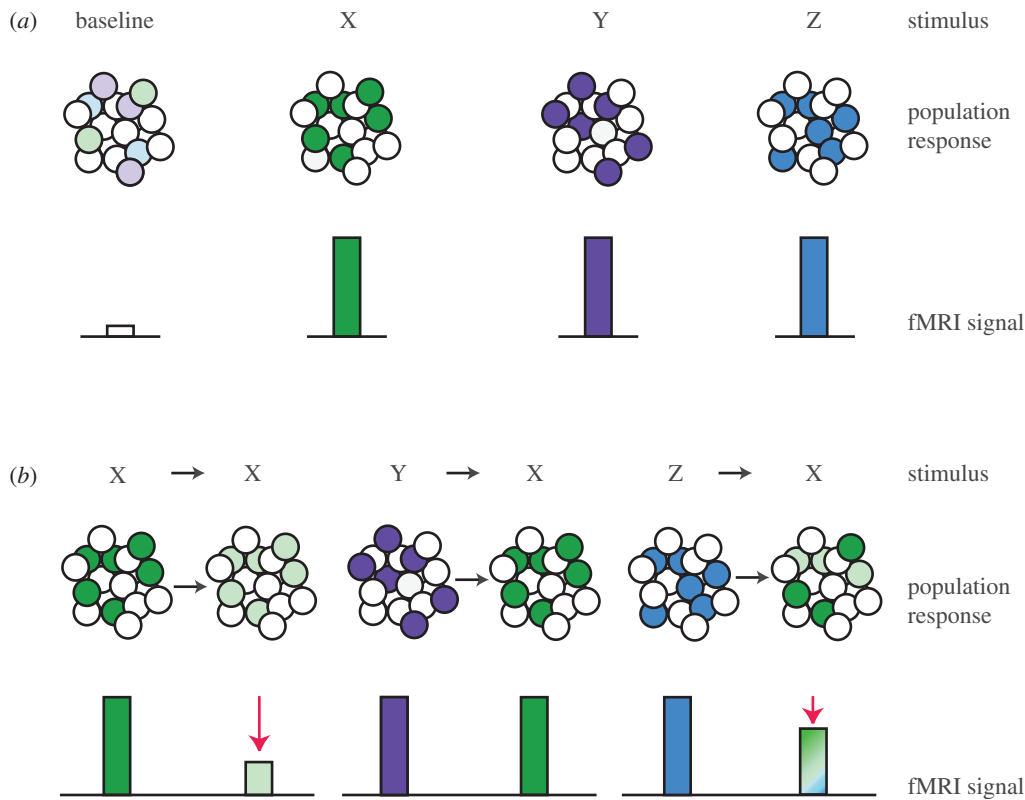 (a) baseline X Y Z stimulus
population
response
fMRI signal
(b) X X Y X Z X stimulus
population
response
fMRI signal